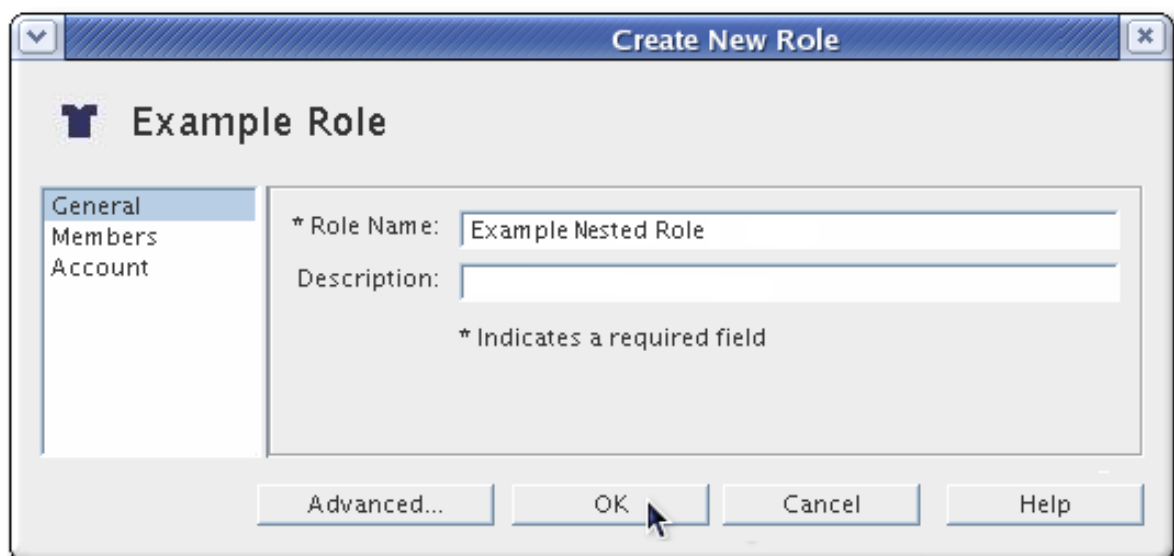 Create New Role
Example Role
General
Members
Account
* Role Name: Example Nested Role
Description:
* Indicates a required field
Advanced... OK Cancel Help